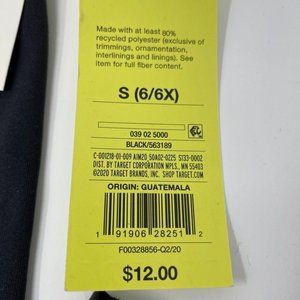 Made with at least 80%
recycled polyester (exclusive of
trimmings, ornamentation,
interlinings and linings). See
item for full fiber content.
S (6/6X)
039 02 5000
BLACK/563189
C-001218-01-009 AIM20 50A02-0225 S133-0002
DIST. BY TARGET CORPORATION MPLS, MN 55403
©2020 TARGET BRANDS, INC. SHOP TARGET.COM
ORIGIN: GUATEMALA
1 91906 28251 2
F00328856-Q2/20
$12.00